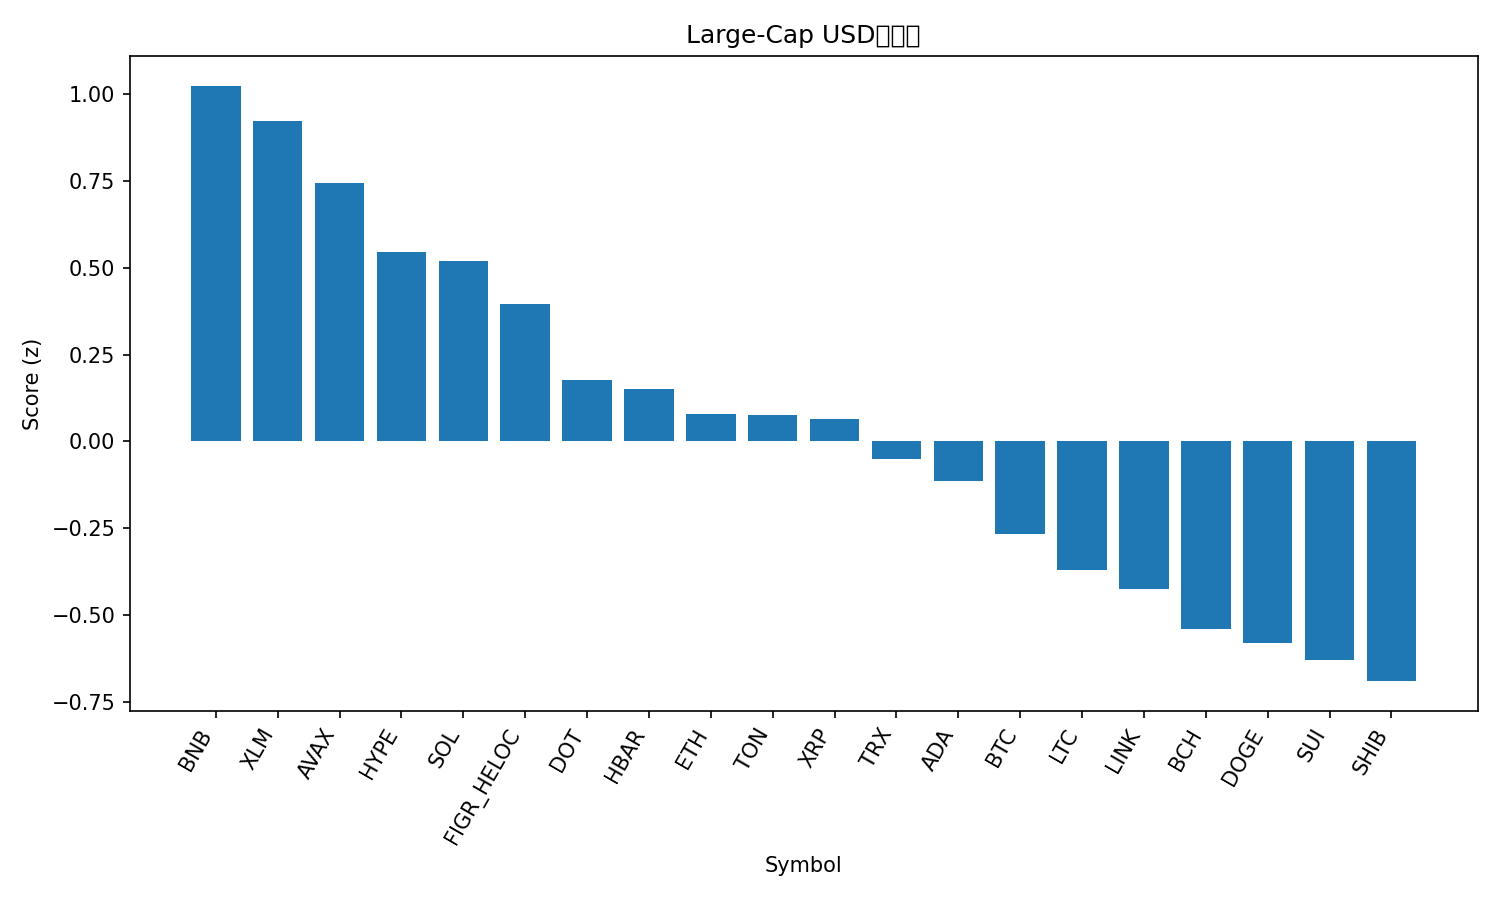 Large-Cap USD
1.00
0.75
0.50
0.25
0.00
−0.25
−0.50
−0.75
Score (z)
BNB
XLM
AVAX
HYPE
SOL
FIGR_HELOC
DOT
HBAR
ETH
TON
XRP
TRX
ADA
BTC
LTC
LINK
BCH
DOGE
SUI
SHIB
Symbol